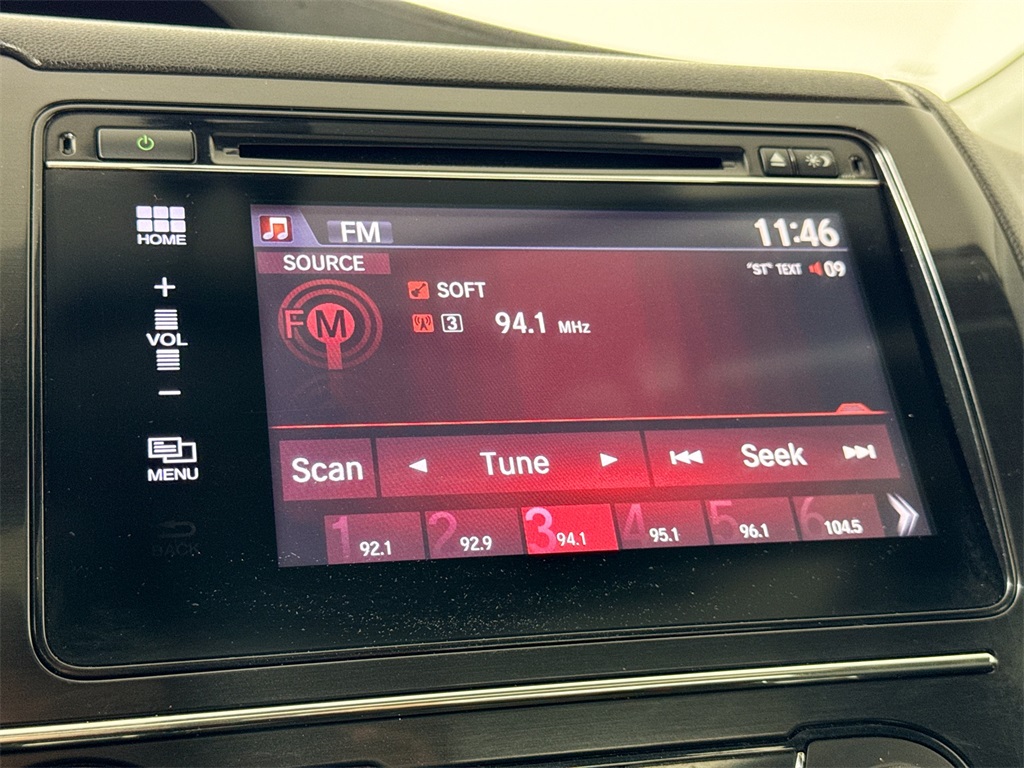 HOME
+
VOL
−
MENU
BACK
FM
11:46
SOURCE
"ST" TEXT 09
FM
SOFT
3 94.1 MHz
Scan
Tune
Seek
1 92.1
2 92.9
3 94.1
4 95.1
5 96.1
6 104.5